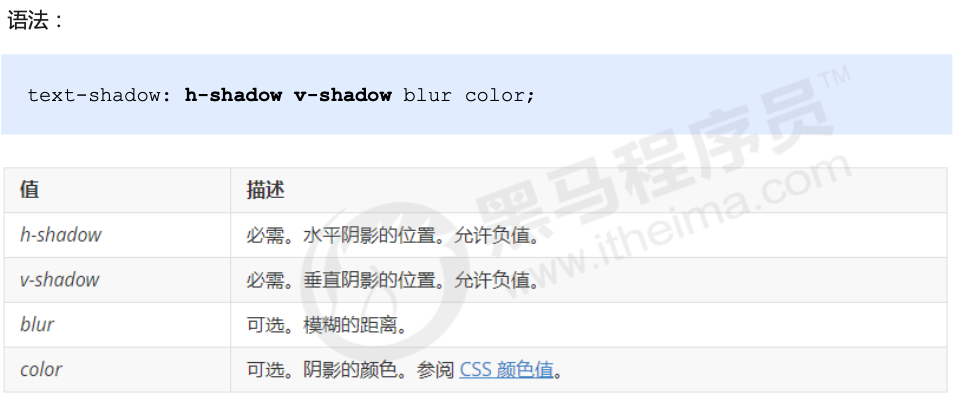 语法：
text-shadow: h-shadow v-shadow blur color;
值 描述
h-shadow 必需。水平阴影的位置。允许负值。
v-shadow 必需。垂直阴影的位置。允许负值。
blur 可选。模糊的距离。
color 可选。阴影的颜色。参阅 CSS 颜色值。
黑马程序员™
www.itheima.com